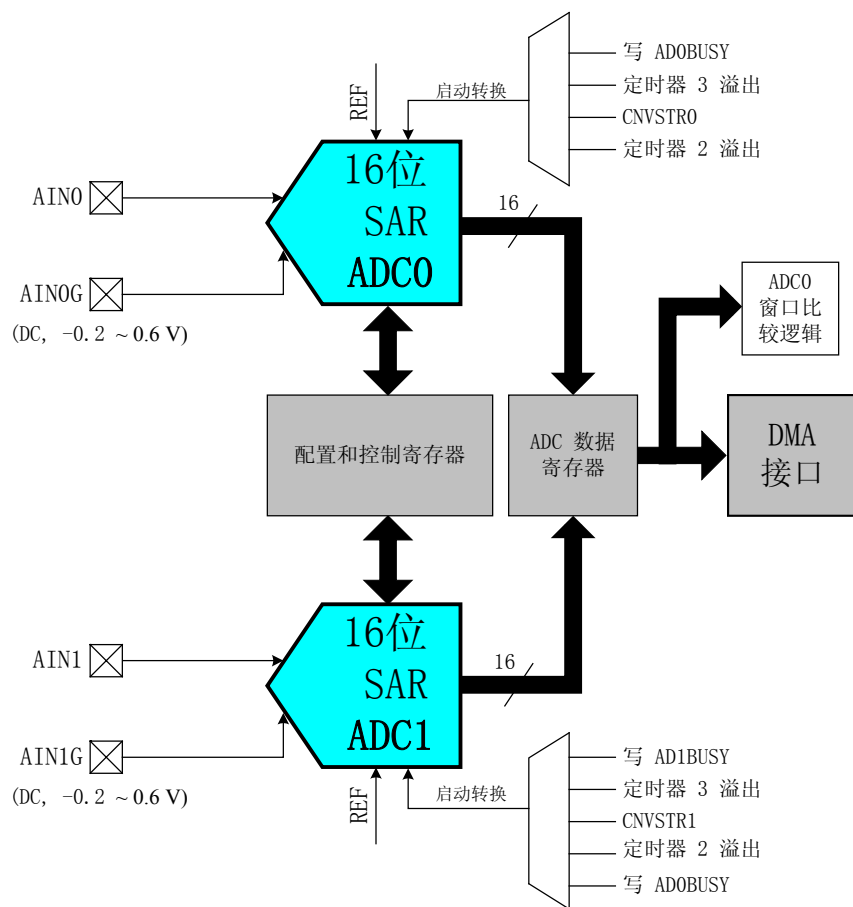 写 AD0BUSY
定时器 3 溢出
CNVSTR0
定时器 2 溢出
启动转换
REF
16位
SAR
ADC0
AIN0
AIN0G
(DC, -0.2 ~ 0.6 V)
16
ADC0
窗口比
较逻辑
配置和控制寄存器
ADC 数据
寄存器
DMA
接口
16位
SAR
ADC1
AIN1
AIN1G
(DC, -0.2 ~ 0.6 V)
16
REF
启动转换
写 AD1BUSY
定时器 3 溢出
CNVSTR1
定时器 2 溢出
写 AD0BUSY